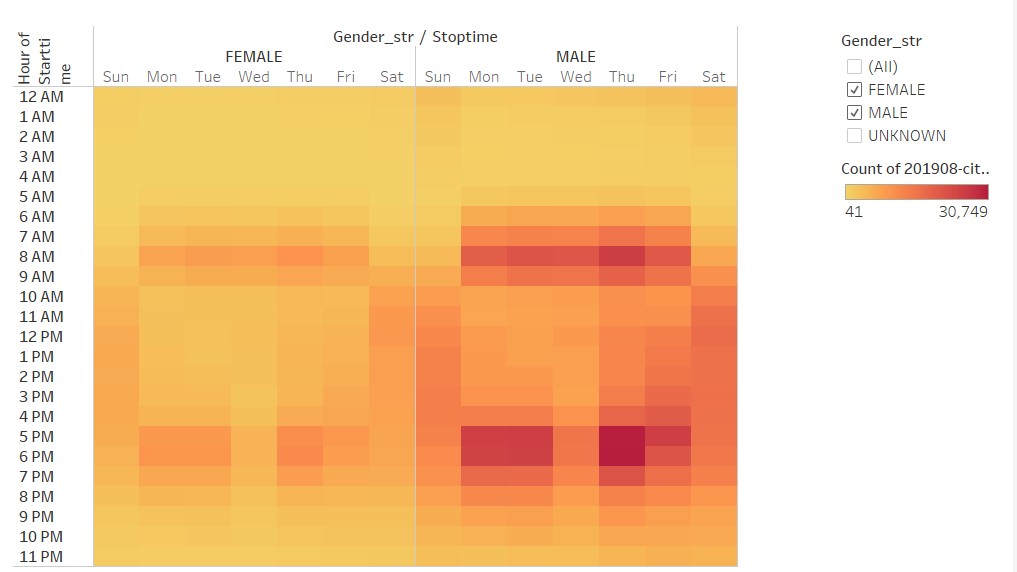 Gender_str / Stoptime
Hour of
Startti
me
FEMALE
MALE
Sun Mon Tue Wed Thu Fri Sat Sun Mon Tue Wed Thu Fri Sat
12 AM
1 AM
2 AM
3 AM
4 AM
5 AM
6 AM
7 AM
8 AM
9 AM
10 AM
11 AM
12 PM
1 PM
2 PM
3 PM
4 PM
5 PM
6 PM
7 PM
8 PM
9 PM
10 PM
11 PM
Gender_str
(All)
FEMALE
MALE
UNKNOWN
Count of 201908-cit..
41 30,749